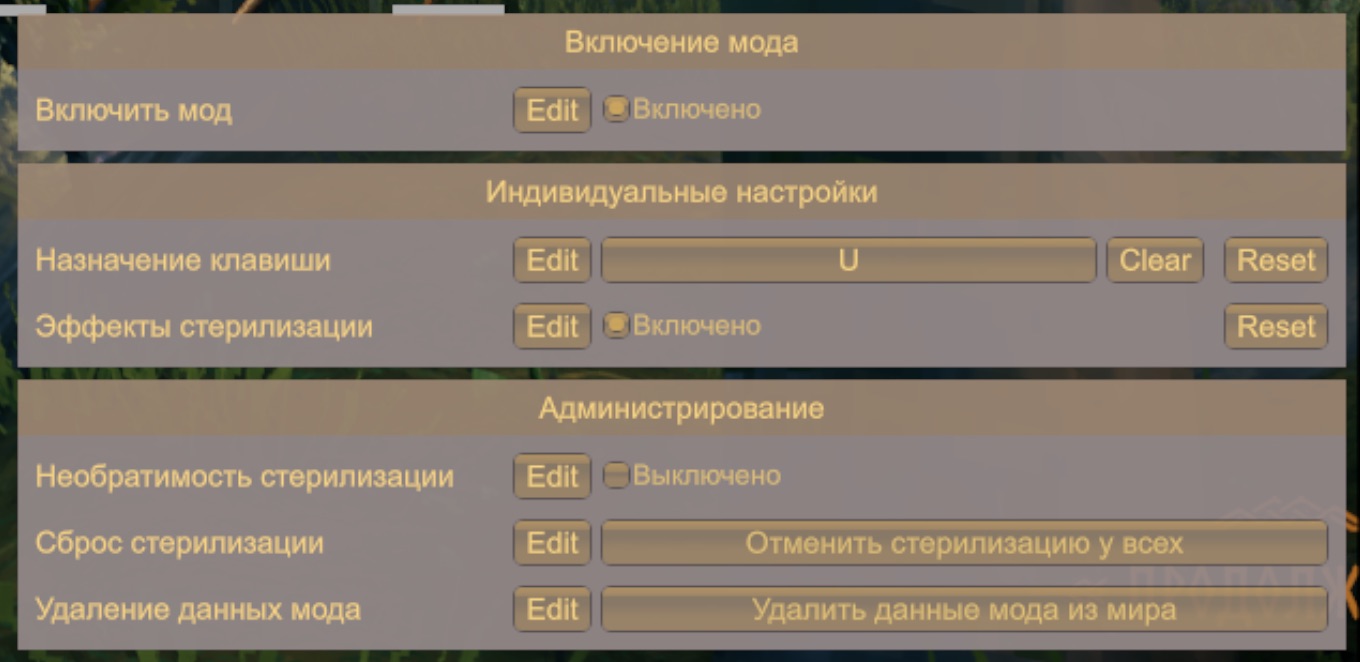 Включение мода
Включить мод Edit Включено
Индивидуальные настройки
Назначение клавиши Edit U Clear Reset
Эффекты стерилизации Edit Включено Reset
Администрирование
Необратимость стерилизации Edit Выключено
Сброс стерилизации Edit Отменить стерилизацию у всех
Удаление данных мода Edit Удалить данные мода из мира